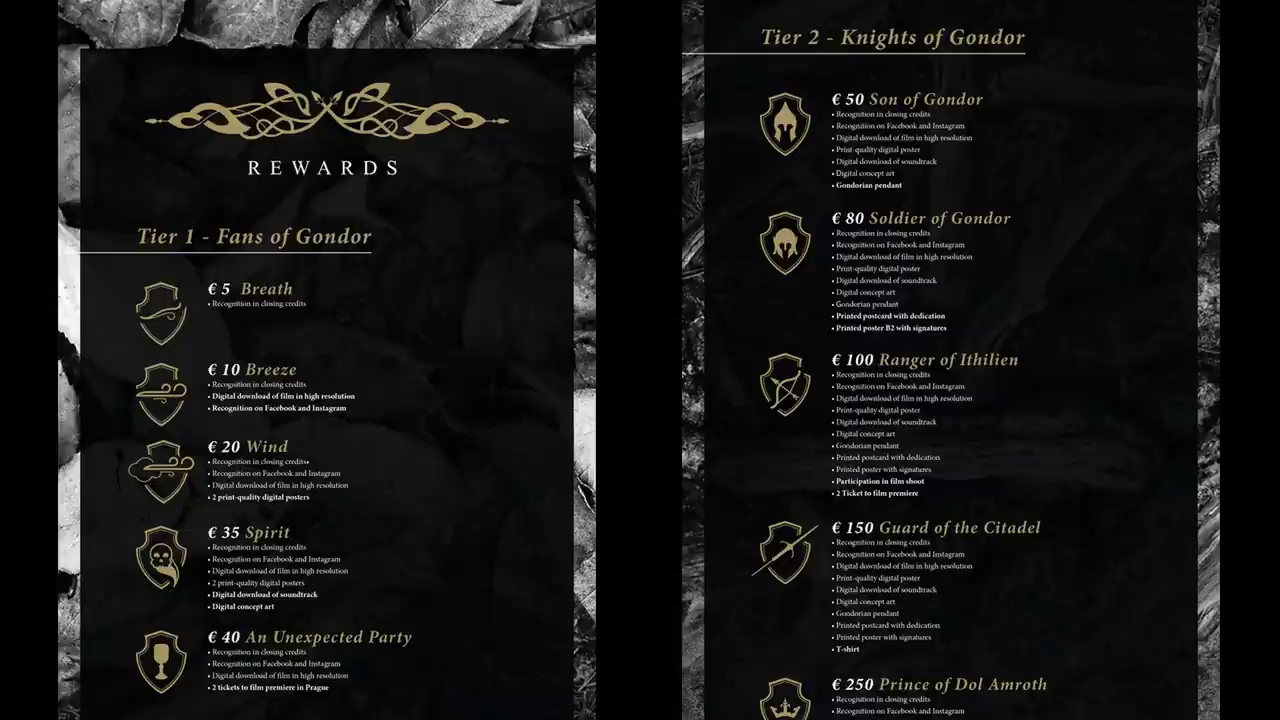 REWARDS
Tier 1 - Fans of Gondor
€ 5 Breath
• Recognition in closing credits
€ 10 Breeze
• Recognition in closing credits
• Digital download of film in high resolution
• Recognition on Facebook and Instagram
€ 20 Wind
• Recognition in closing credits•
• Recognition on Facebook and Instagram
• Digital download of film in high resolution
• 2 print-quality digital posters
€ 35 Spirit
• Recognition in closing credits
• Recognition on Facebook and Instagram
• Digital download of film in high resolution
• 2 print-quality digital posters
• Digital download of soundtrack
• Digital concept art
€ 40 An Unexpected Party
• Recognition in closing credits
• Recognition on Facebook and Instagram
• Digital download of film in high resolution
• 2 tickets to film premiere in Prague
Tier 2 - Knights of Gondor
€ 50 Son of Gondor
• Recognition in closing credits
• Recognition on Facebook and Instagram
• Digital download of film in high resolution
• Print-quality digital poster
• Digital download of soundtrack
• Digital concept art
• Gondorian pendant
€ 80 Soldier of Gondor
• Recognition in closing credits
• Recognition on Facebook and Instagram
• Digital download of film in high resolution
• Print-quality digital poster
• Digital download of soundtrack
• Digital concept art
• Gondorian pendant
• Printed postcard with dedication
• Printed poster B2 with signatures
€ 100 Ranger of Ithilien
• Recognition in closing credits
• Recognition on Facebook and Instagram
• Digital download of film in high resolution
• Print-quality digital poster
• Digital download of soundtrack
• Digital concept art
• Gondorian pendant
• Printed postcard with dedication
• Printed poster with signatures
• Participation in film shoot
• 2 Ticket to film premiere
€ 150 Guard of the Citadel
• Recognition in closing credits
• Recognition on Facebook and Instagram
• Digital download of film in high resolution
• Print-quality digital poster
• Digital download of soundtrack
• Digital concept art
• Gondorian pendant
• Printed postcard with dedication
• Printed poster with signatures
• T-shirt
€ 250 Prince of Dol Amroth
• Recognition in closing credits
• Recognition on Facebook and Instagram